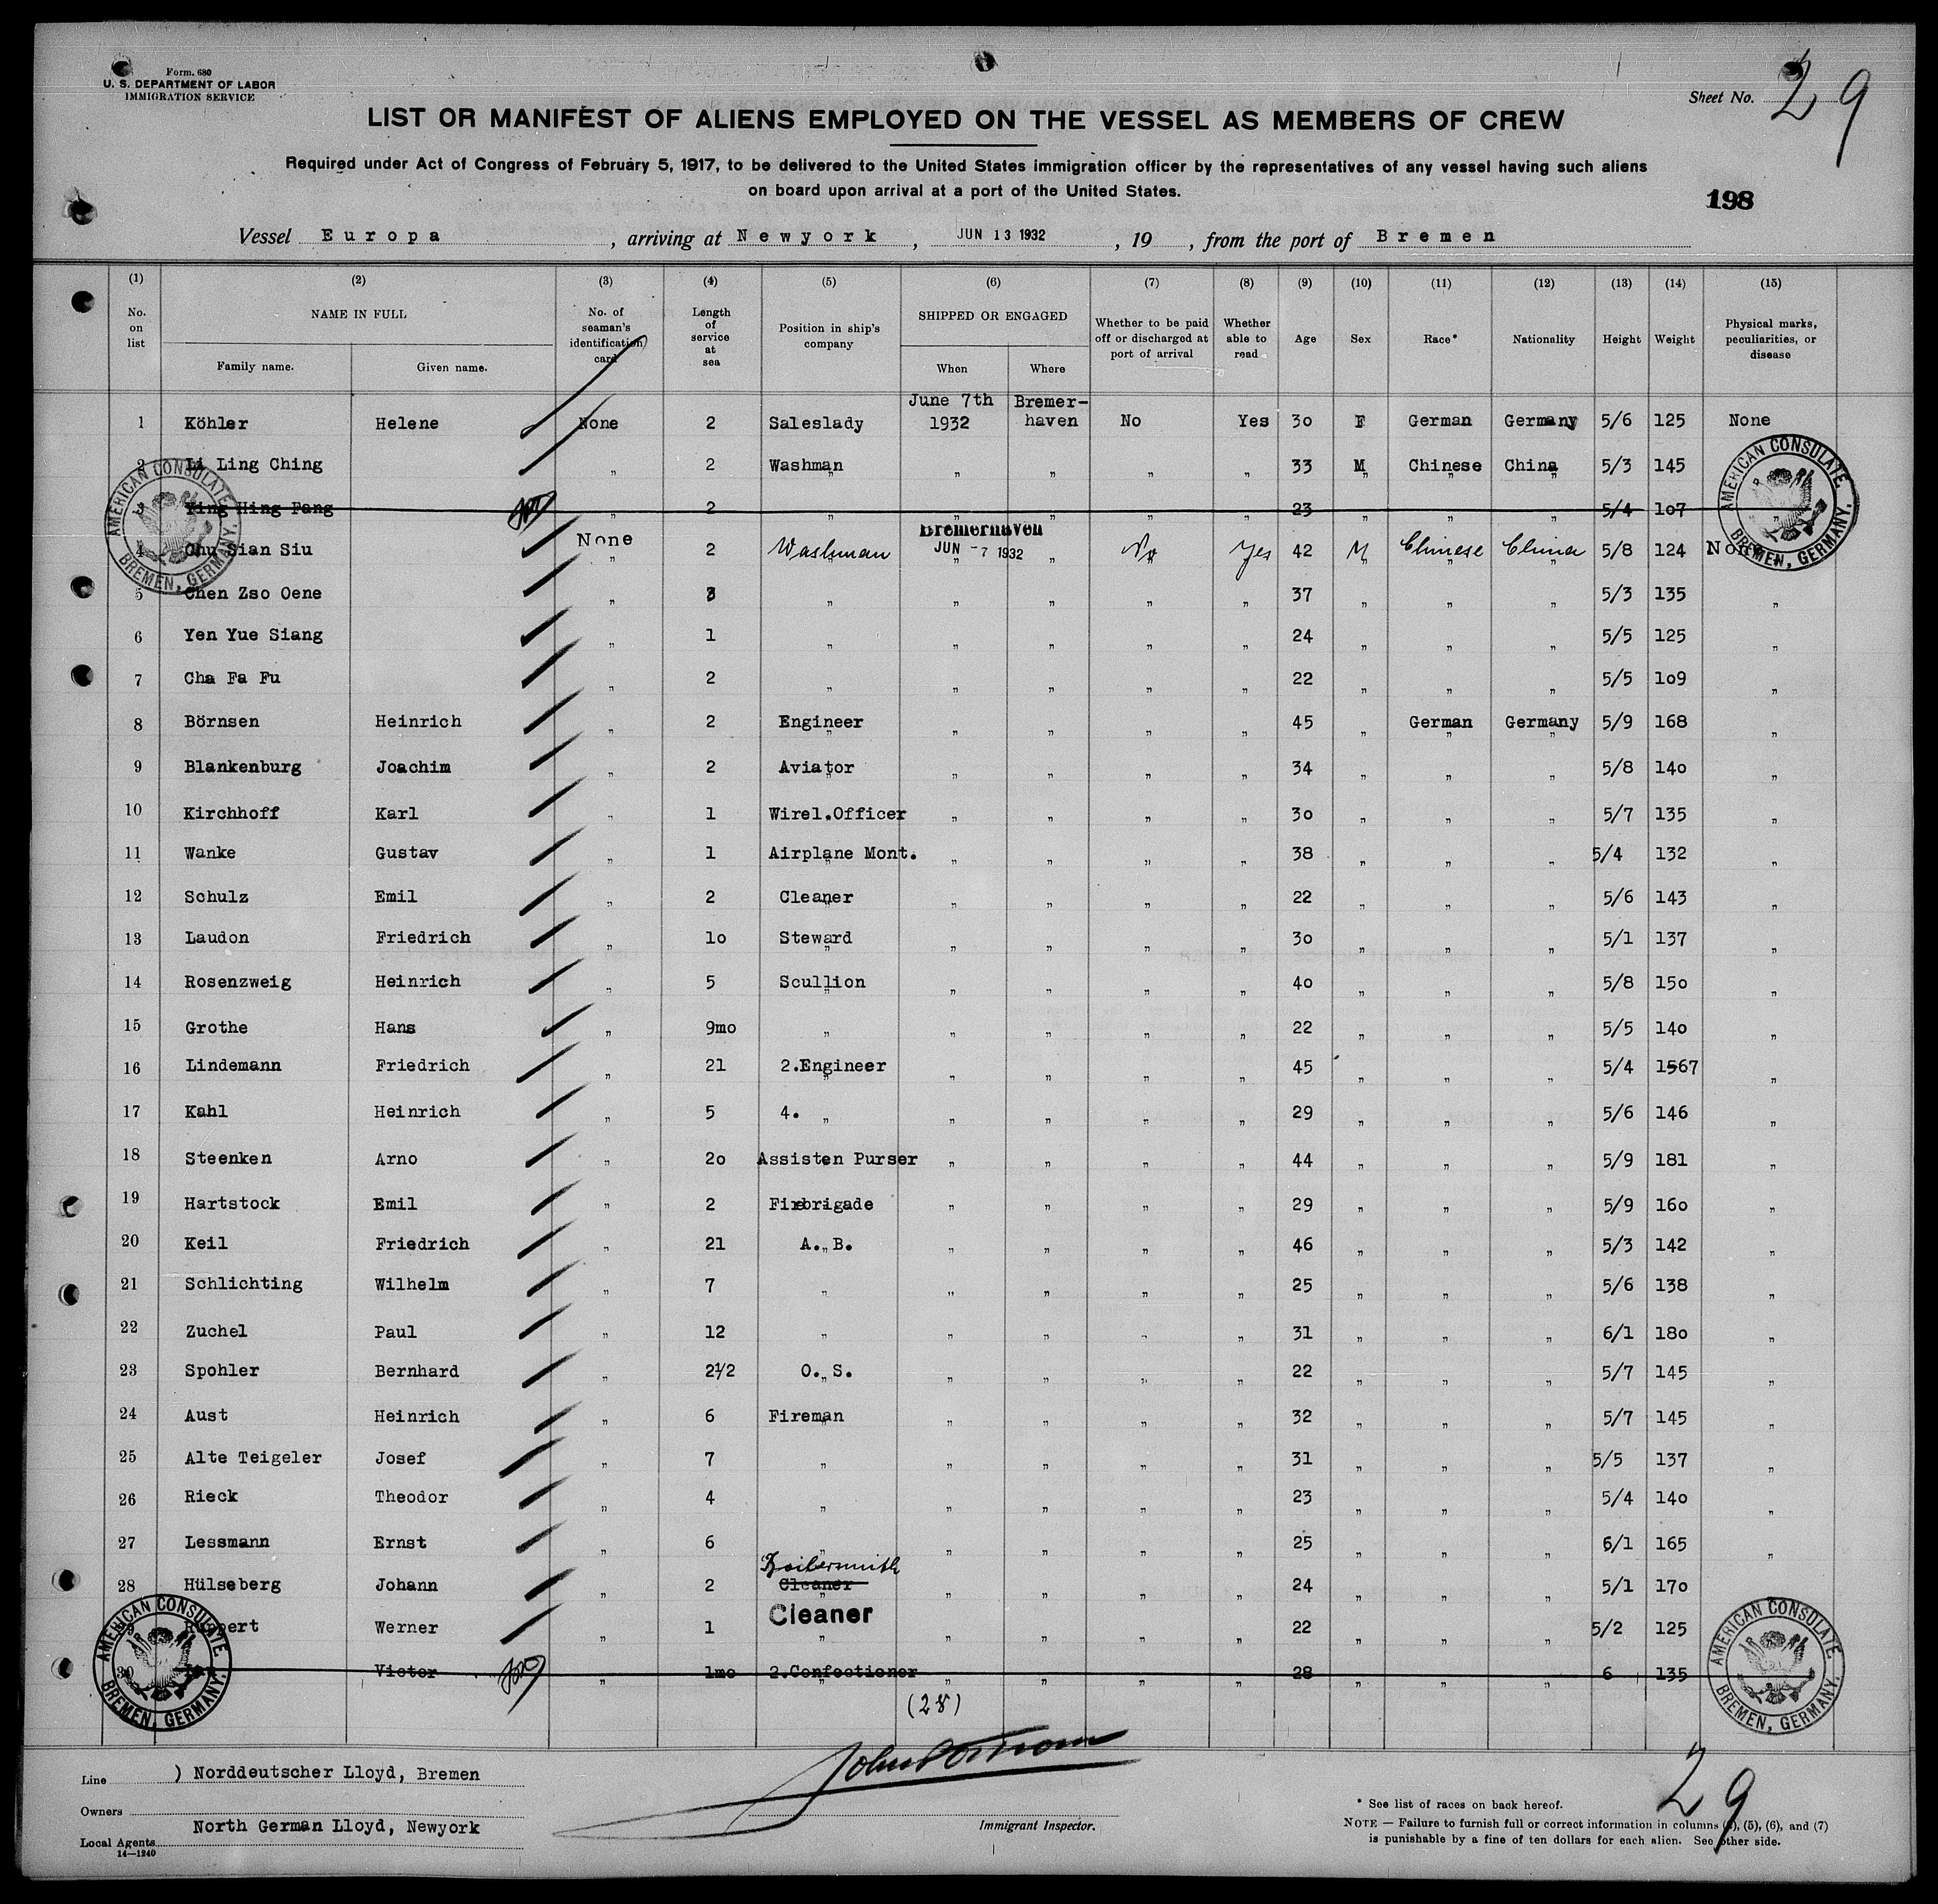 Form. 680
U. S. DEPARTMENT OF LABOR
IMMIGRATION SERVICE
Sheet No. 29
LIST OR MANIFEST OF ALIENS EMPLOYED ON THE VESSEL AS MEMBERS OF CREW
Required under Act of Congress of February 5, 1917, to be delivered to the United States immigration officer by the representatives of any vessel having such aliens
on board upon arrival at a port of the United States.
198
Vessel Europa, arriving at Newyork, JUN 13 1932, 19 , from the port of Bremen
(1) (2) (3) (4) (5) (6) (7) (8) (9) (10) (11) (12) (13) (14) (15)
No. on list NAME IN FULL Family name. Given name. No. of seaman's identification card Length of service at sea Position in ship's company SHIPPED OR ENGAGED When Where Whether to be paid off or discharged at port of arrival Whether able to read Age Sex Race* Nationality Height Weight Physical marks, peculiarities, or disease
1 Köhler Helene None 2 Saleslady June 7th 1932 Bremerhaven No Yes 30 F German Germany 5/6 125 None
2 Li Ling Ching " 2 Washman " " " " 33 M Chinese China 5/3 145
3 Ying Hing Fang " 2 " " " " " 23 " " " 5/4 107 "
4 Chu Sian Siu None 2 Washman Bremerhaven JUN -7 1932 " No Yes 42 M Chinese China 5/8 124 None
5 Chen Zso Oene " 3 " " " " " 37 " " " 5/3 135 "
6 Yen Yue Siang " 1 " " " " " 24 " " " 5/5 125 "
7 Cha Fa Fu " 2 " " " " " 22 " " " 5/5 109 "
8 Börnsen Heinrich " 2 Engineer " " " " 45 " German Germany 5/9 168 "
9 Blankenburg Joachim " 2 Aviator " " " " 34 " " " 5/8 140 "
10 Kirchhoff Karl " 1 Wirel.Officer " " " " 30 " " " 5/7 135 "
11 Wanke Gustav " 1 Airplane Mont. " " " " 38 " " " 5/4 132 "
12 Schulz Emil " 2 Cleaner " " " " 22 " " " 5/6 143 "
13 Laudon Friedrich " 10 Steward " " " " 30 " " " 5/1 137 "
14 Rosenzweig Heinrich " 5 Scullion " " " " 40 " " " 5/8 150 "
15 Grothe Hans " 9mo " " " " " 22 " " " 5/5 140 "
16 Lindemann Friedrich " 21 2.Engineer " " " " 45 " " " 5/4 1567 "
17 Kahl Heinrich " 5 4. " " " " " 29 " " " 5/6 146 "
18 Steenken Arno " 20 Assisten Purser " " " " 44 " " " 5/9 181 "
19 Hartstock Emil " 2 Firebrigade " " " " 29 " " " 5/9 160 "
20 Keil Friedrich " 21 A. B. " " " " 46 " " " 5/3 142 "
21 Schlichting Wilhelm " 7 " " " " " 25 " " " 5/6 138 "
22 Zuchel Paul " 12 " " " " " 31 " " " 6/1 180 "
23 Spohler Bernhard " 2½ O. S. " " " " 22 " " " 5/7 145 "
24 Aust Heinrich " 6 Fireman " " " " 32 " " " 5/7 145 "
25 Alte Teigeler Josef " 7 " " " " " 31 " " " 5/5 137 "
26 Rieck Theodor " 4 " " " " " 23 " " " 5/4 140 "
27 Lessmann Ernst " 6 " " " " " 25 " " " 6/1 165 "
28 Hülseberg Johann " 2 Boilersmith Cleaner " " " " 24 " " " 5/1 170 "
29 Werner " 1 Cleaner " " " " 22 " " " 5/2 125
30 Victor " 1mo 2.Confectioner " " " " 28 " " " 6 135
(28)
AMERICAN CONSULATE BREMEN, GERMANY.
AMERICAN CONSULATE BREMEN, GERMANY.
AMERICAN CONSULATE BREMEN, GERMANY.
AMERICAN CONSULATE BREMEN, GERMANY.
Line ) Norddeutscher Lloyd, Bremen
Owners
Local Agents North German Lloyd, Newyork
14—1240
Immigrant Inspector.
29
* See list of races on back hereof.
NOTE — Failure to furnish full or correct information in columns (4), (5), (6), and (7)
is punishable by a fine of ten dollars for each alien. See other side.